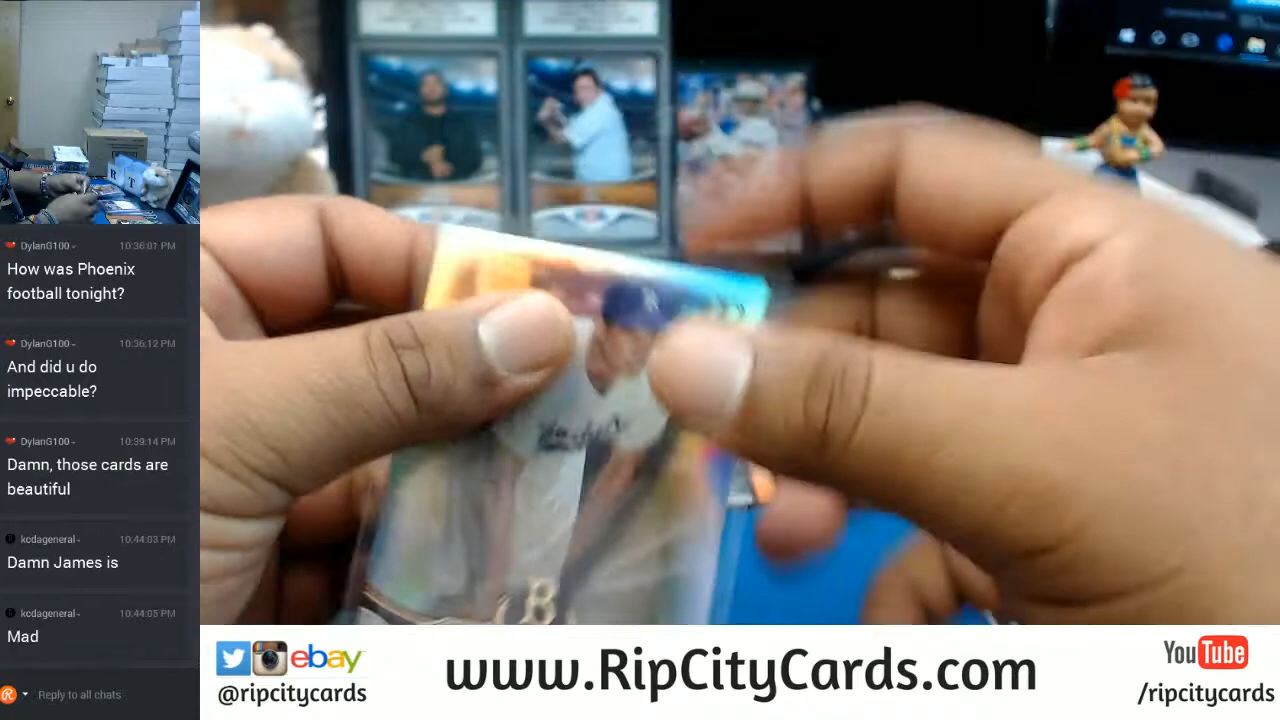 DylanG100 10:36:01 PM
How was Phoenix
football tonight?
DylanG100 10:36:12 PM
And did u do
impeccable?
DylanG100 10:39:14 PM
Damn, those cards are
beautiful
kcdageneral 10:44:03 PM
Damn James is
kcdageneral 10:44:05 PM
Mad
Reply to all chats
R T
B
ebay
@ripcitycards
www.RipCityCards.com
YouTube
/ripcitycards